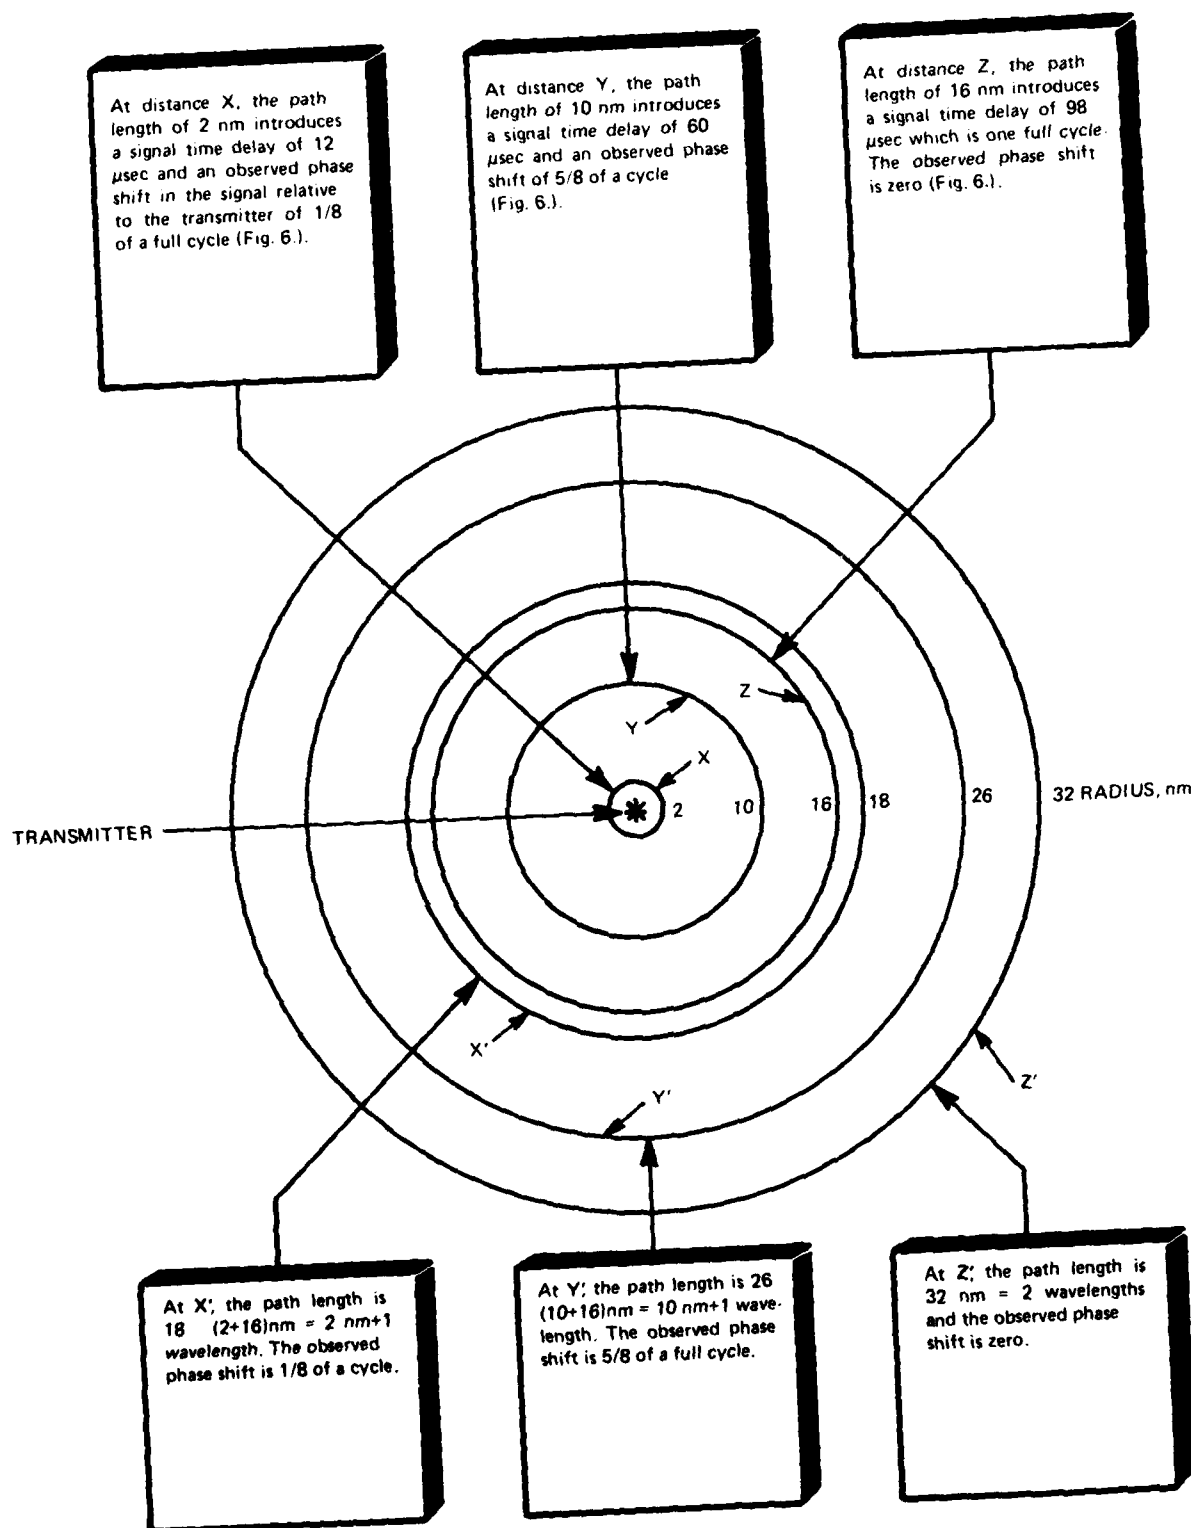 At distance X, the path
length of 2 nm introduces
a signal time delay of 12
μsec and an observed phase
shift in the signal relative
to the transmitter of 1/8
of a full cycle (Fig. 6.).
At distance Y, the path
length of 10 nm introduces
a signal time delay of 60
μsec and an observed phase
shift of 5/8 of a cycle
(Fig. 6.).
At distance Z, the path
length of 16 nm introduces
a signal time delay of 98
μsec which is one full cycle.
The observed phase shift
is zero (Fig. 6.).
Z
Y
X
2 10 16 18 26 32 RADIUS, nm
TRANSMITTER
X'
Y'
Z'
At X', the path length is
18 (2+16)nm = 2 nm+1
wavelength. The observed
phase shift is 1/8 of a cycle.
At Y', the path length is 26
(10+16)nm = 10 nm+1 wave-
length. The observed phase
shift is 5/8 of a full cycle.
At Z', the path length is
32 nm = 2 wavelengths
and the observed phase
shift is zero.